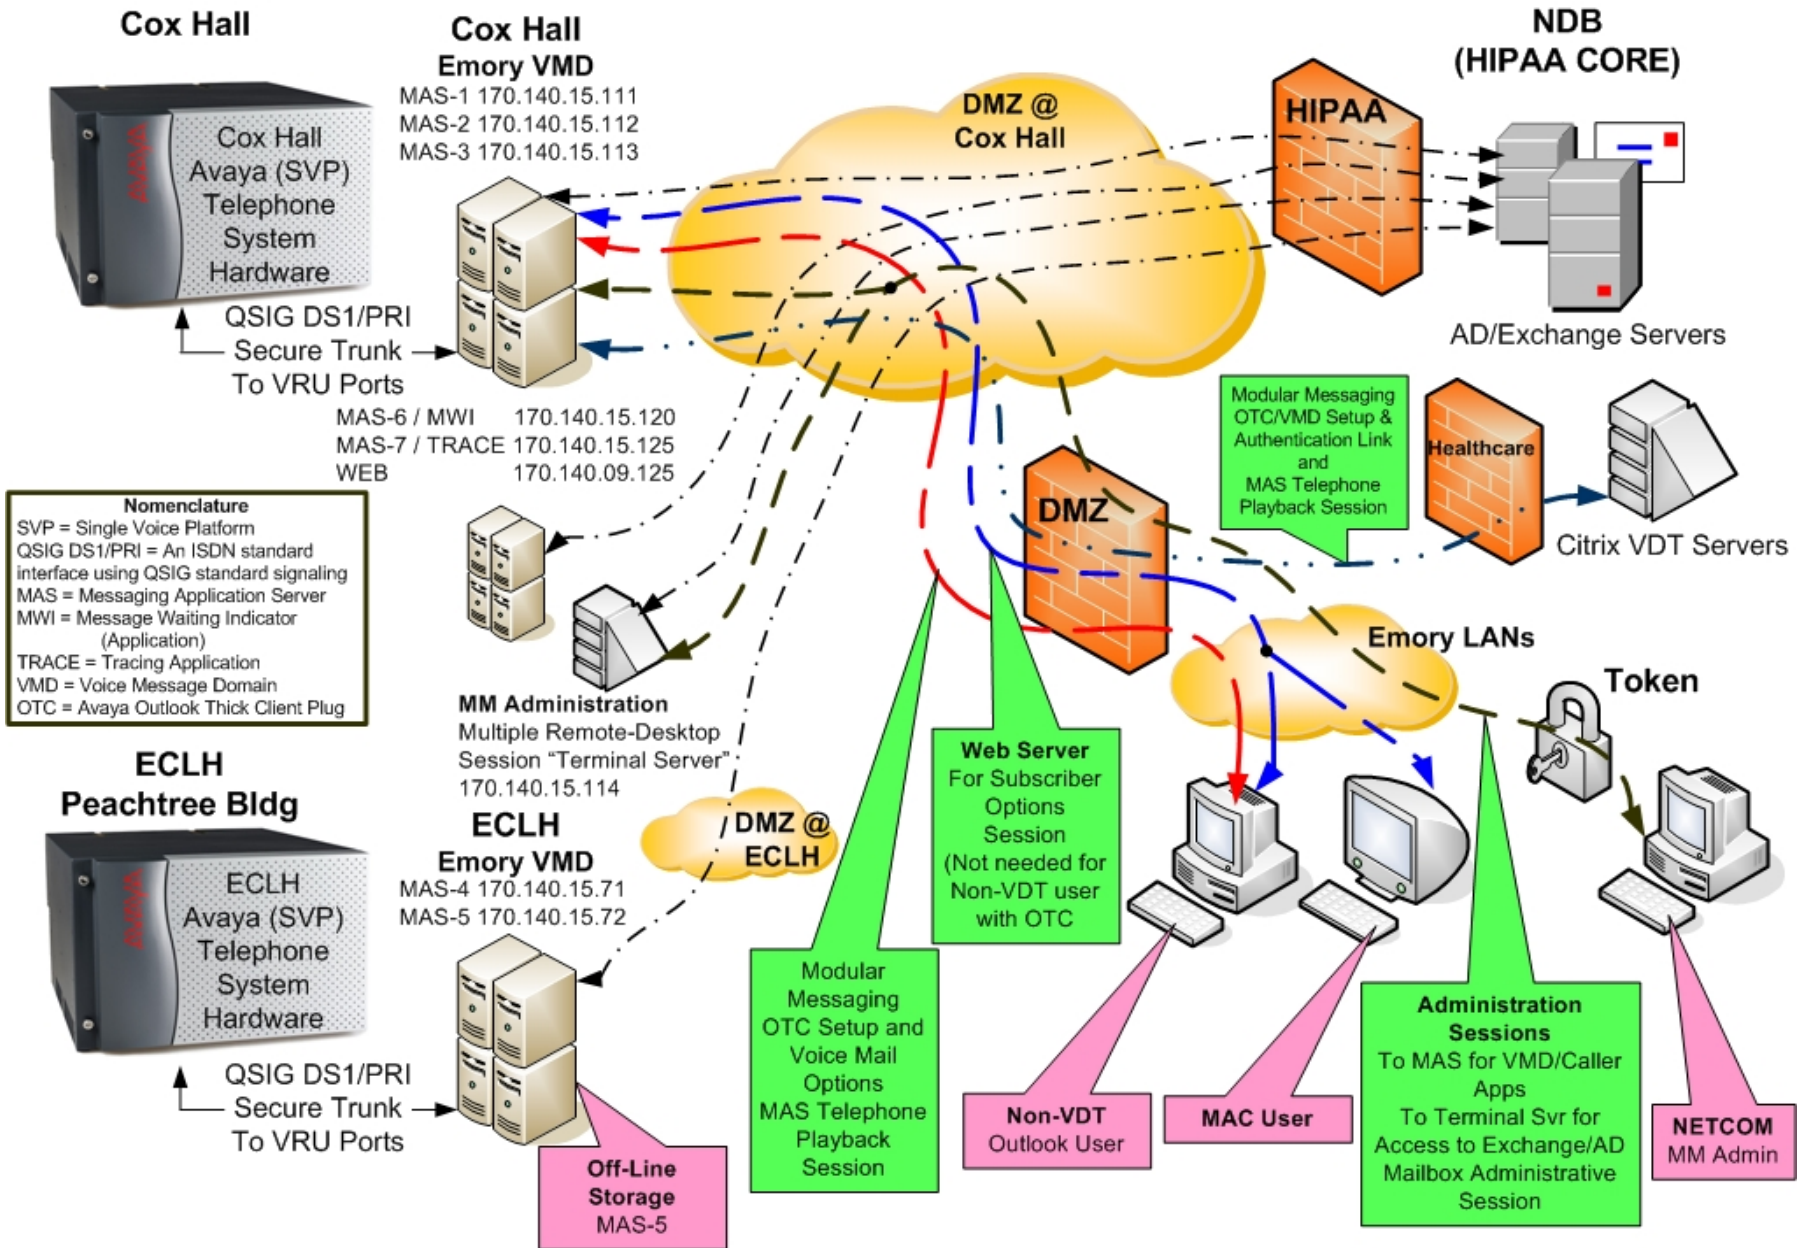 Cox Hall
AVAYA
Cox Hall
Avaya (SVP)
Telephone
System
Hardware
QSIG DS1/PRI
Secure Trunk
To VRU Ports
Cox Hall
Emory VMD
MAS-1 170.140.15.111
MAS-2 170.140.15.112
MAS-3 170.140.15.113
DMZ @
Cox Hall
HIPAA
NDB
(HIPAA CORE)
AD/Exchange Servers
MAS-6 / MWI 170.140.15.120
MAS-7 / TRACE 170.140.15.125
WEB 170.140.09.125
Modular Messaging
OTC/VMD Setup &
Authentication Link
and
MAS Telephone
Playback Session
Healthcare
Citrix VDT Servers
DMZ
Nomenclature
SVP = Single Voice Platform
QSIG DS1/PRI = An ISDN standard
interface using QSIG standard signaling
MAS = Messaging Application Server
MWI = Message Waiting Indicator
(Application)
TRACE = Tracing Application
VMD = Voice Message Domain
OTC = Avaya Outlook Thick Client Plug
MM Administration
Multiple Remote-Desktop
Session “Terminal Server”
170.140.15.114
Emory LANs
Token
Web Server
For Subscriber
Options
Session
(Not needed for
Non-VDT user
with OTC
ECLH
Peachtree Bldg
AVAYA
ECLH
Avaya (SVP)
Telephone
System
Hardware
QSIG DS1/PRI
Secure Trunk
To VRU Ports
ECLH
Emory VMD
MAS-4 170.140.15.71
MAS-5 170.140.15.72
DMZ @
ECLH
Off-Line
Storage
MAS-5
Modular
Messaging
OTC Setup and
Voice Mail
Options
MAS Telephone
Playback
Session
Non-VDT
Outlook User
MAC User
Administration
Sessions
To MAS for VMD/Caller
Apps
To Terminal Svr for
Access to Exchange/AD
Mailbox Administrative
Session
NETCOM
MM Admin